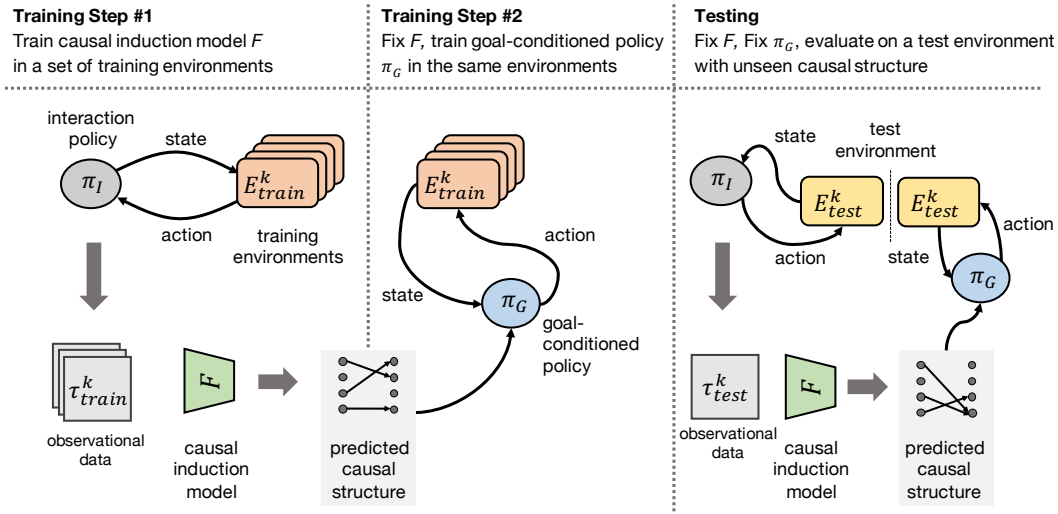 Training Step #1
Train causal induction model F
in a set of training environments
interaction
policy
state
π_I
E^k_train
action
training
environments
τ^k_train
observational
data
F
causal
induction
model
predicted
causal
structure
Training Step #2
Fix F, train goal-conditioned policy
π_G in the same environments
E^k_train
action
state
π_G
goal-
conditioned
policy
Testing
Fix F, Fix π_G, evaluate on a test environment
with unseen causal structure
state
test
environment
π_I
E^k_test
E^k_test
action
state
action
π_G
τ^k_test
observational
data
F
causal
induction
model
predicted
causal
structure